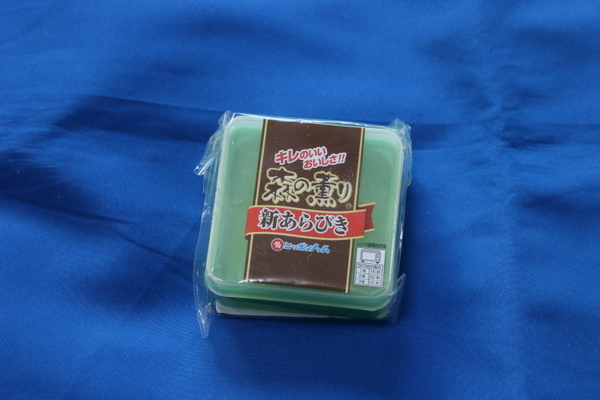 キレのいい
おいしさ!!
森の薫り®
新あらびき
ニッポンハム